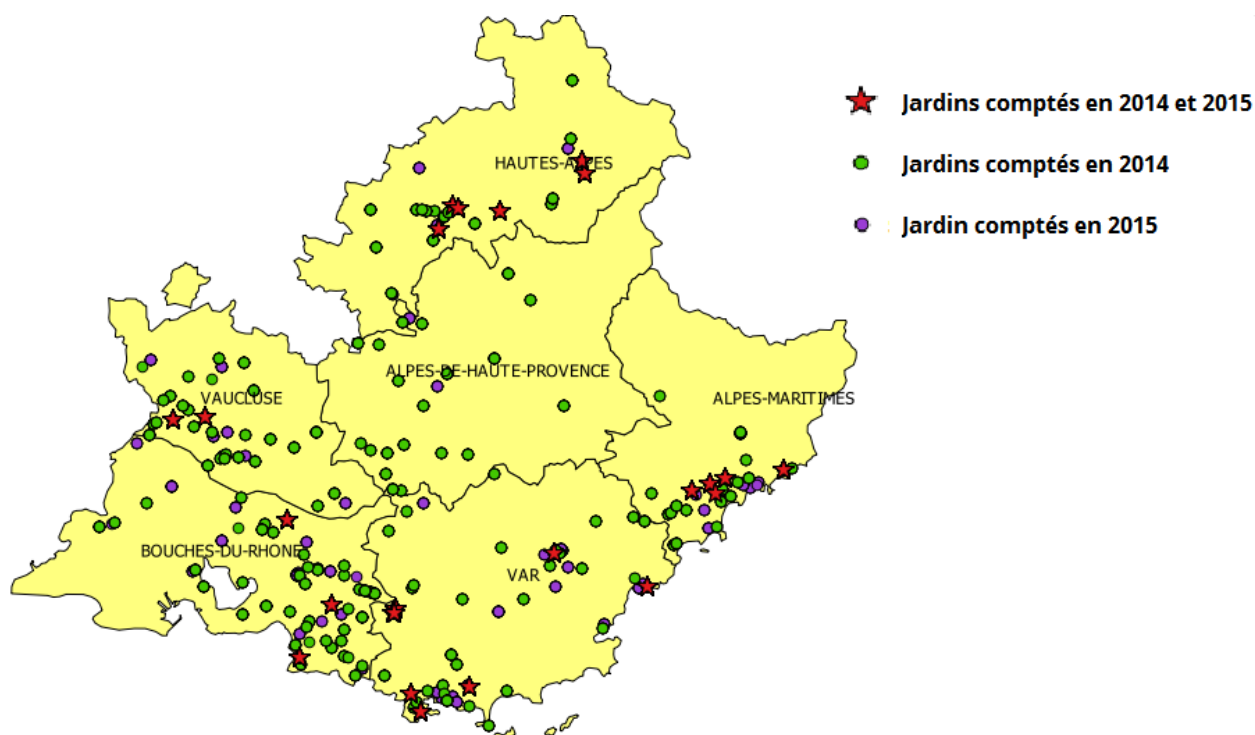 Jardins comptés en 2014 et 2015
HAUTES-ALPES
Jardins comptés en 2014
Jardin comptés en 2015
ALPES-DE-HAUTE-PROVENCE
VAUCLUSE
ALPES-MARITIMES
BOUCHES-DU-RHONE
VAR